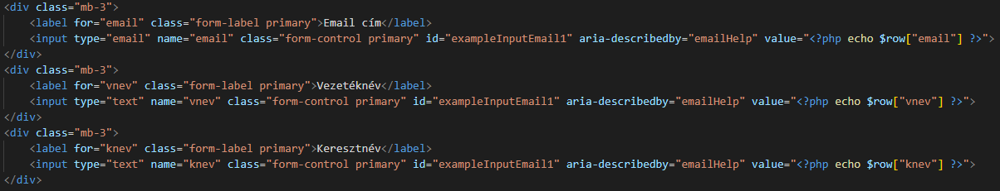 <div class="mb-3">
    <label for="email" class="form-label primary">Email cím</label>
    <input type="email" name="email" class="form-control primary" id="exampleInputEmail1" aria-describedby="emailHelp" value="<?php echo $row["email"] ?>">
</div>
<div class="mb-3">
    <label for="vnev" class="form-label primary">Vezetéknév</label>
    <input type="text" name="vnev" class="form-control primary" id="exampleInputEmail1" aria-describedby="emailHelp" value="<?php echo $row["vnev"] ?>">
</div>
<div class="mb-3">
    <label for="knev" class="form-label primary">Keresztnév</label>
    <input type="text" name="knev" class="form-control primary" id="exampleInputEmail1" aria-describedby="emailHelp" value="<?php echo $row["knev"] ?>">
</div>